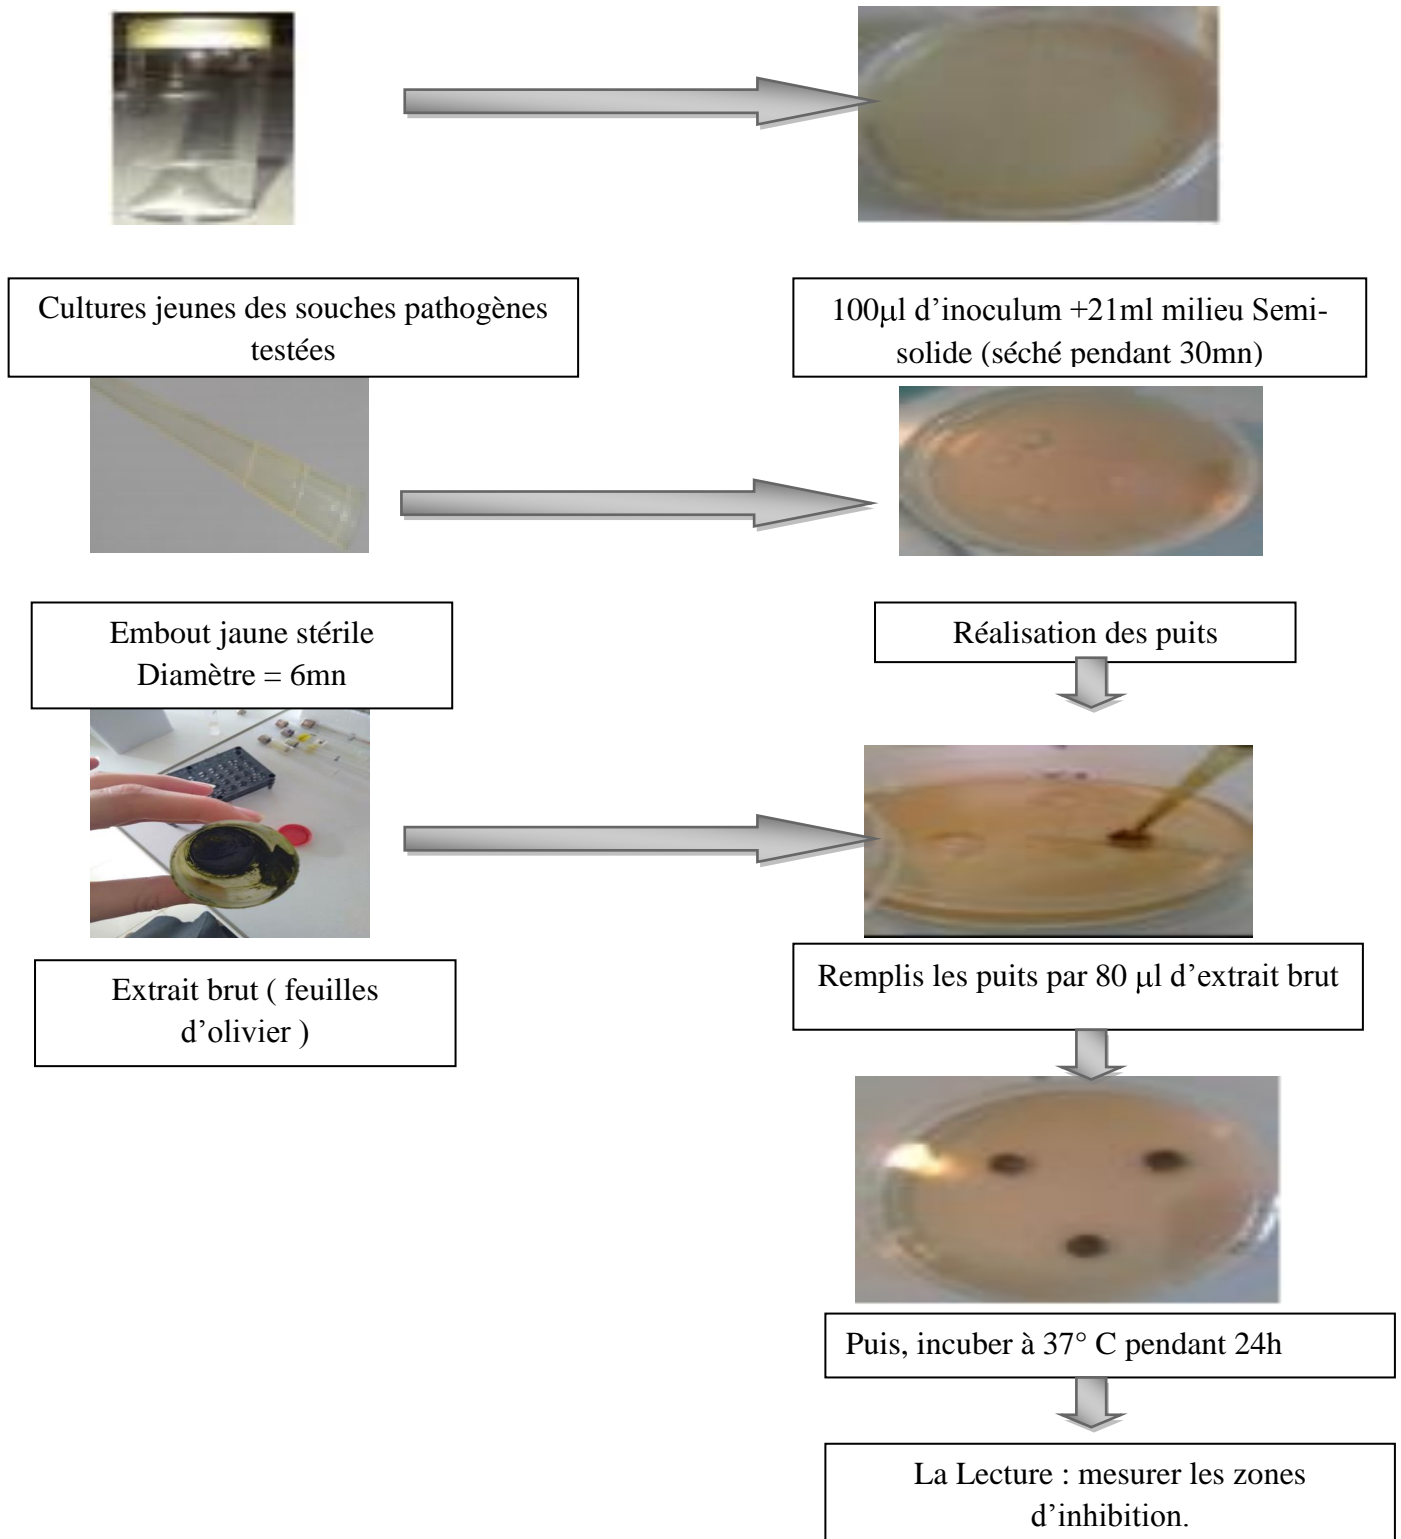 Cultures jeunes des souches pathogènes
testées
100μl d’inoculum +21ml milieu Semi-
solide (séché pendant 30mn)
Embout jaune stérile
Diamètre = 6mn
Réalisation des puits
Extrait brut ( feuilles
d’olivier )
Remplis les puits par 80 μl d’extrait brut
Puis, incuber à 37° C pendant 24h
La Lecture : mesurer les zones
d’inhibition.